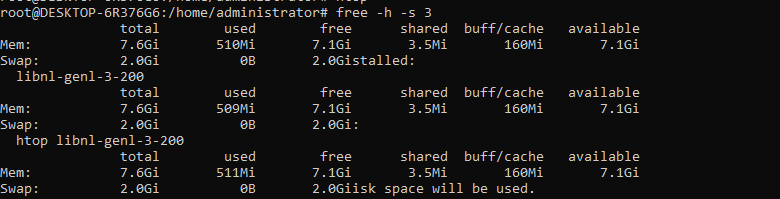 root@DESKTOP-6R376G6:/home/administrator# free -h -s 3
               total        used        free      shared  buff/cache   available
Mem:           7.6Gi       510Mi       7.1Gi       3.5Mi       160Mi       7.1Gi
Swap:          2.0Gi          0B       2.0Gistalled:
  libnl-genl-3-200
               total        used        free      shared  buff/cache   available
Mem:           7.6Gi       509Mi       7.1Gi       3.5Mi       160Mi       7.1Gi
Swap:          2.0Gi          0B       2.0Gi:
  htop libnl-genl-3-200
               total        used        free      shared  buff/cache   available
Mem:           7.6Gi       511Mi       7.1Gi       3.5Mi       160Mi       7.1Gi
Swap:          2.0Gi          0B       2.0Giisk space will be used.